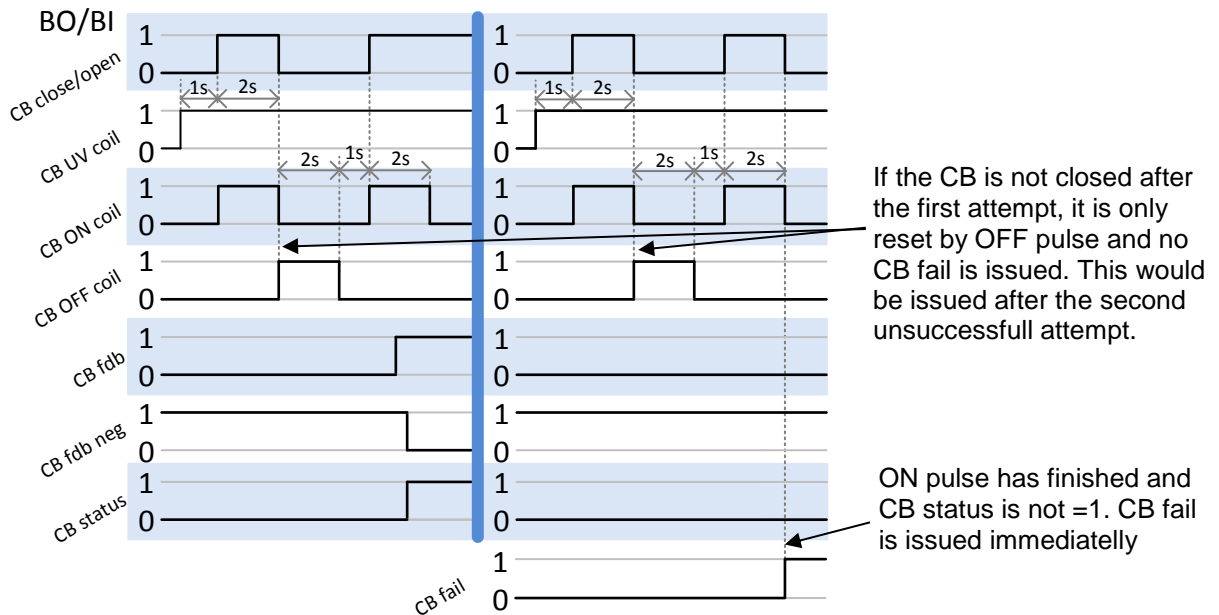 BO/BI
CB close/open
1
0
1
0
1s 2s
1s 2s
CB UV coil
1
0
1
0
2s 1s 2s
2s 1s 2s
CB ON coil
1
0
1
0
CB OFF coil
1
0
1
0
CB fdb
1
0
1
0
CB fdb neg
1
0
1
0
CB status
1
0
1
0
CB fail
1
0
If the CB is not closed after
the first attempt, it is only
reset by OFF pulse and no
CB fail is issued. This would
be issued after the second
unsuccessfull attempt.
ON pulse has finished and
CB status is not =1. CB fail
is issued immediatelly